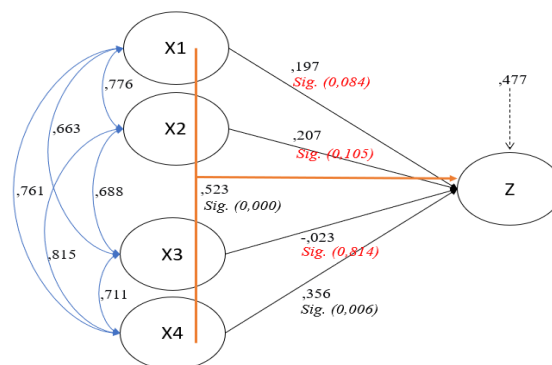 X1
,197
Sig. (0,084)
,477
,776
X2
,663
,207
Sig. (0,105)
,761
,688
,523
Sig. (0,000)
Z
,815
X3
-,023
Sig. (0,814)
,711
,356
Sig. (0,006)
X4